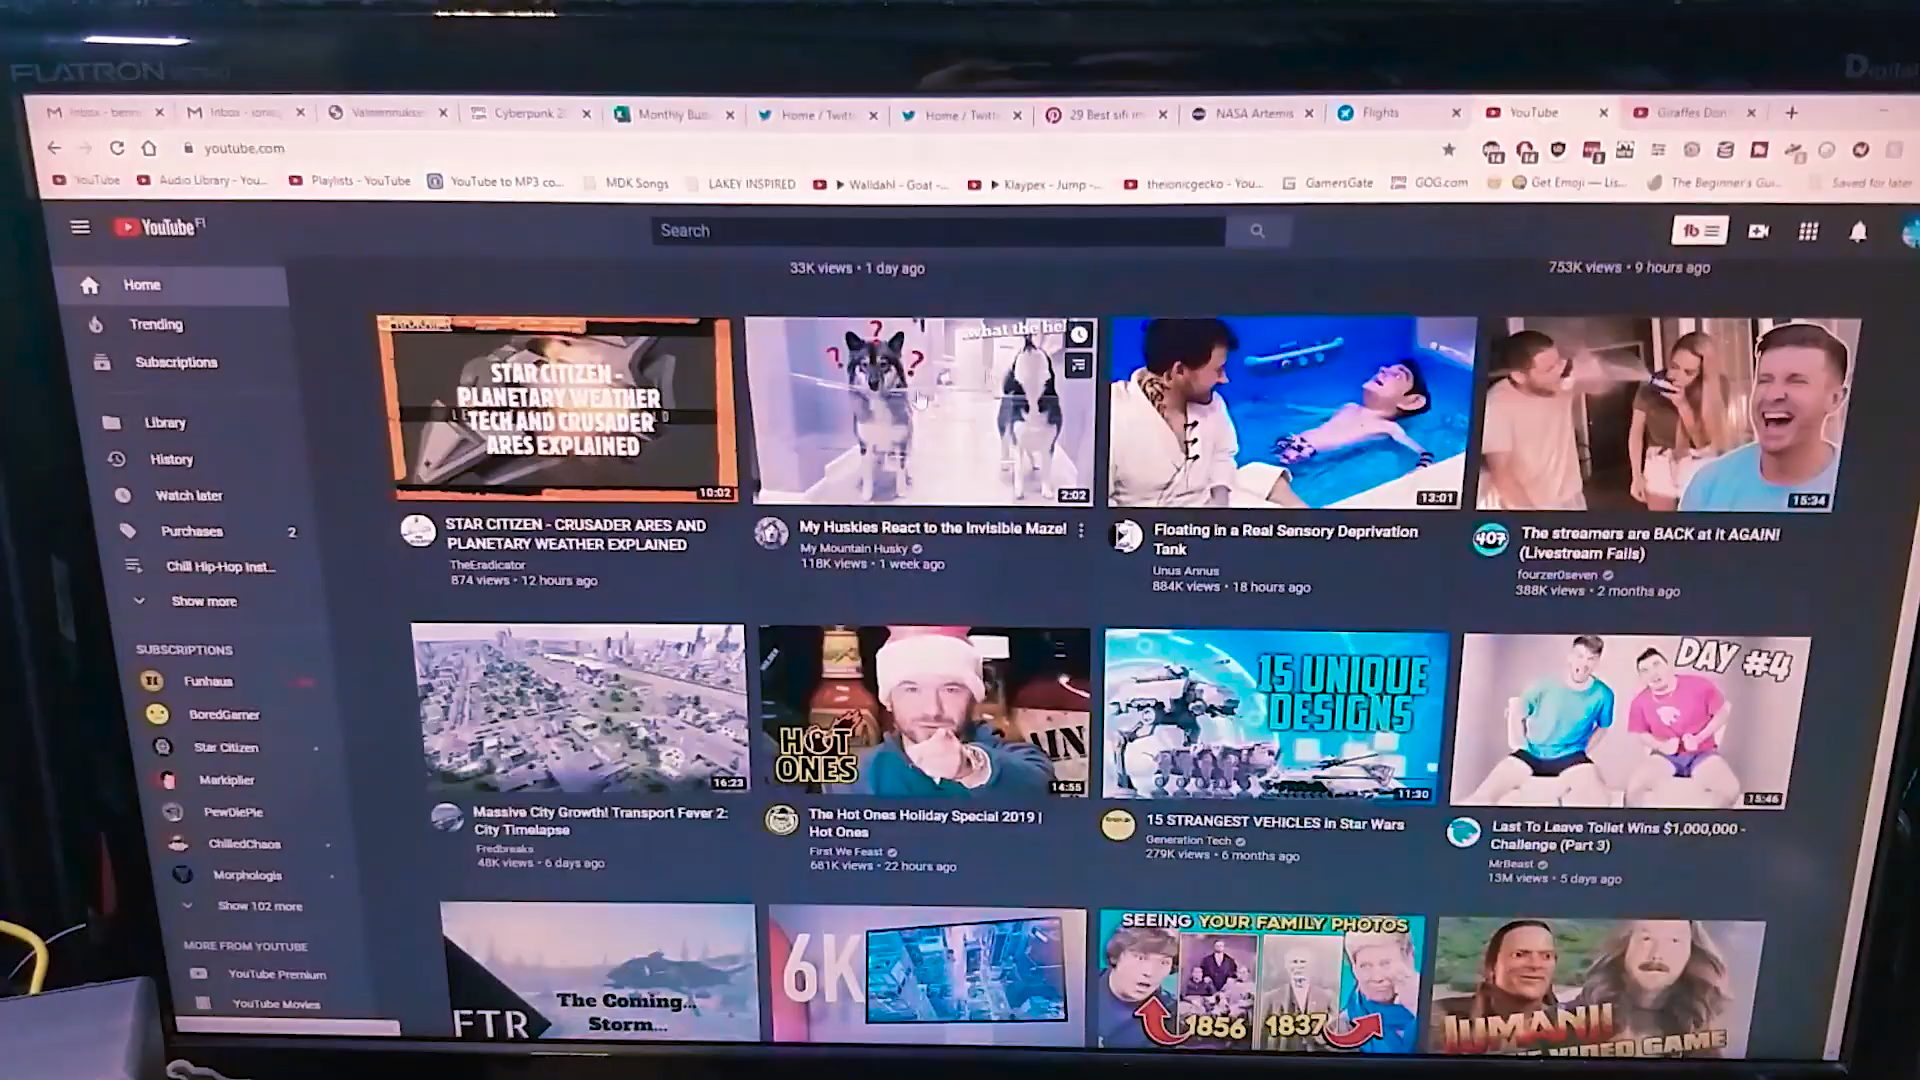 FLATRON
Inbox - benn
Inbox - ionic
Cyberpunk 2
Monthly Bus
Home / Twitt
Home / Twitt
29 Best sifi
NASA Artemis
Flights
YouTube
Giraffes Don
youtube.com
YouTube
Audio Library - You...
Playlists - YouTube
YouTube to MP3 co...
MDK Songs
LAKEY INSPIRED
Walldahl - Goat -...
Klaypex - Jump -...
theionicgecko - You...
GamersGate
GOG.com
Get Emoji — Lis...
The Beginner's Gui...
Saved for later
YouTube FI
Search
fb
33K views • 1 day ago
753K views • 9 hours ago
Home
Trending
Subscriptions
Library
History
Watch later
Purchases 2
Chill Hip-Hop Inst...
Show more
SUBSCRIPTIONS
Funhaus
BoredGamer
Star Citizen
Markiplier
PewDiePie
ChilledChaos
Morphologis
Show 102 more
MORE FROM YOUTUBE
YouTube Premium
YouTube Movies
STAR CITIZEN -
PLANETARY WEATHER
TECH AND CRUSADER
ARES EXPLAINED
10:02
STAR CITIZEN - CRUSADER ARES AND
PLANETARY WEATHER EXPLAINED
TheEradicator
874 views • 12 hours ago
? ? ?
what the he
2:02
My Huskies React to the Invisible Maze!
My Mountain Husky
118K views • 1 week ago
13:01
Floating in a Real Sensory Deprivation
Tank
Unus Annus
884K views • 18 hours ago
15:34
407
The streamers are BACK at it AGAIN!
(Livestream Fails)
fourzer0seven
388K views • 2 months ago
16:23
Massive City Growth! Transport Fever 2:
City Timelapse
Fredbreaks
48K views • 6 days ago
HOT
ONES
14:55
The Hot Ones Holiday Special 2019 |
Hot Ones
First We Feast
681K views • 22 hours ago
15 UNIQUE
DESIGNS
11:30
15 STRANGEST VEHICLES in Star Wars
Generation Tech
279K views • 6 months ago
DAY #4
15:46
Last To Leave Toilet Wins $1,000,000 -
Challenge (Part 3)
MrBeast
13M views • 5 days ago
FTR
The Coming...
Storm...
6K
SEEING YOUR FAMILY PHOTOS
1856 1837
JUMANJI
VIDEO GAME